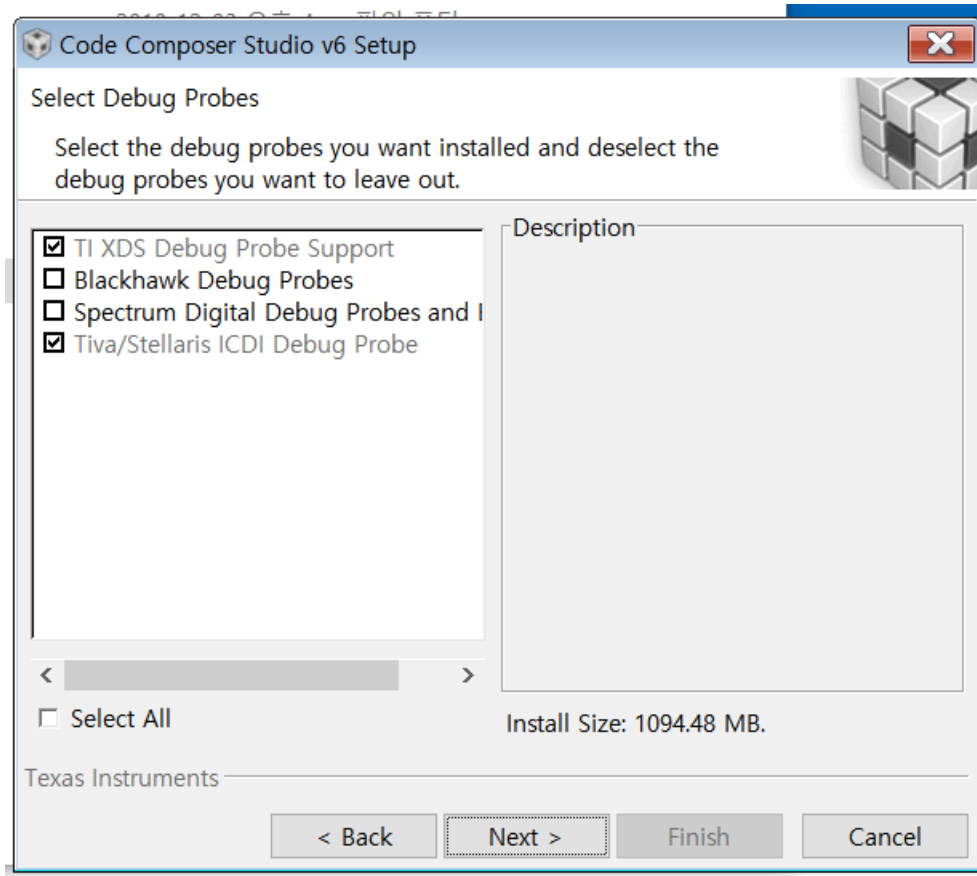 Code Composer Studio v6 Setup
Select Debug Probes
Select the debug probes you want installed and deselect the
debug probes you want to leave out.
TI XDS Debug Probe Support
Blackhawk Debug Probes
Spectrum Digital Debug Probes and
Tiva/Stellaris ICDI Debug Probe
Description
< >
Select All
Install Size: 1094.48 MB.
Texas Instruments
< Back Next > Finish Cancel